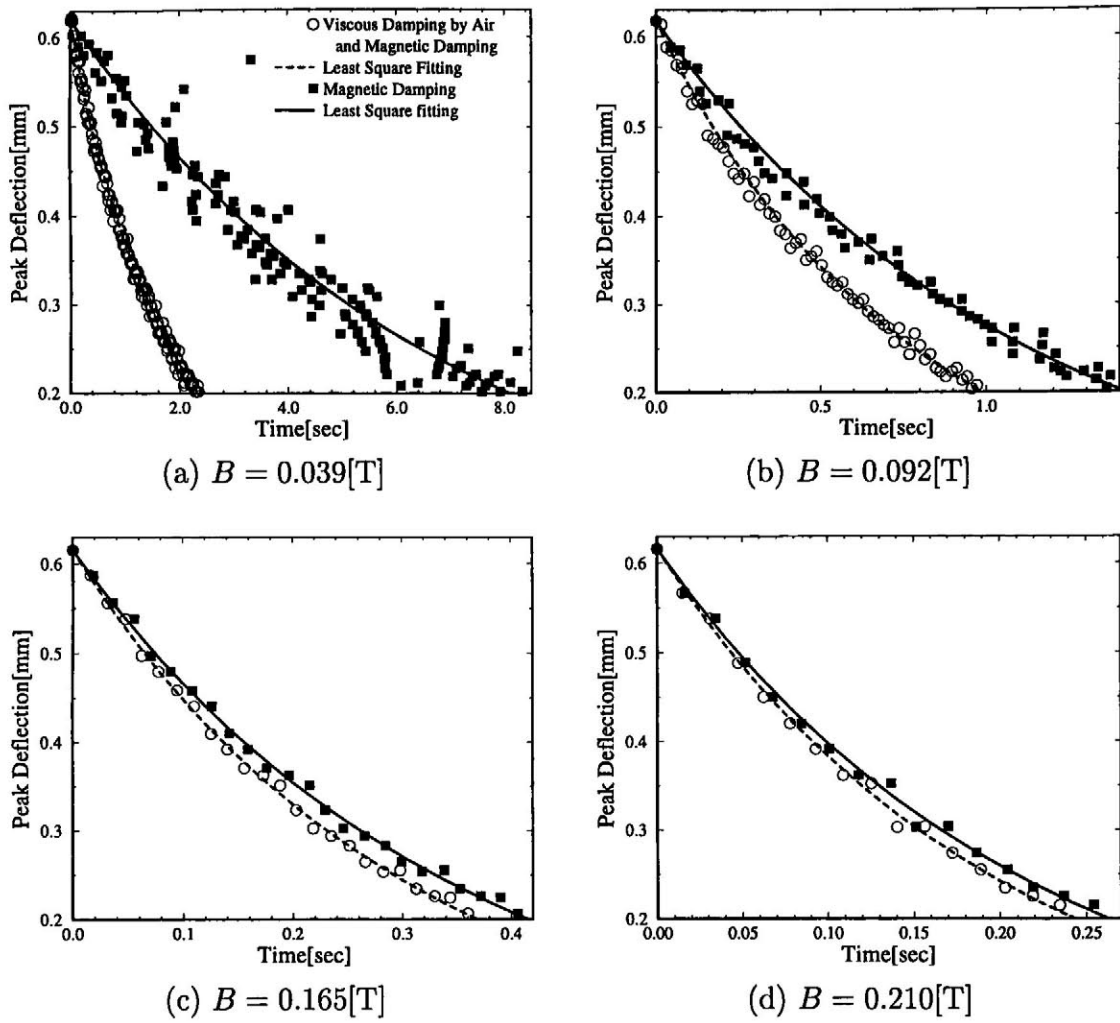 Peak Deflection[mm]
0.6
0.5
0.4
0.3
0.2
0.0
2.0
4.0
6.0
8.0
Time[sec]
Viscous Damping by Air
and Magnetic Damping
Least Square Fitting
Magnetic Damping
Least Square fitting
(a) B = 0.039[T]
Peak Deflection[mm]
0.6
0.5
0.4
0.3
0.2
0.0
0.5
1.0
Time[sec]
(b) B = 0.092[T]
Peak Deflection[mm]
0.6
0.5
0.4
0.3
0.2
0.0
0.1
0.2
0.3
0.4
Time[sec]
(c) B = 0.165[T]
Peak Deflection[mm]
0.6
0.5
0.4
0.3
0.2
0.00
0.05
0.10
0.15
0.20
0.25
Time[sec]
(d) B = 0.210[T]